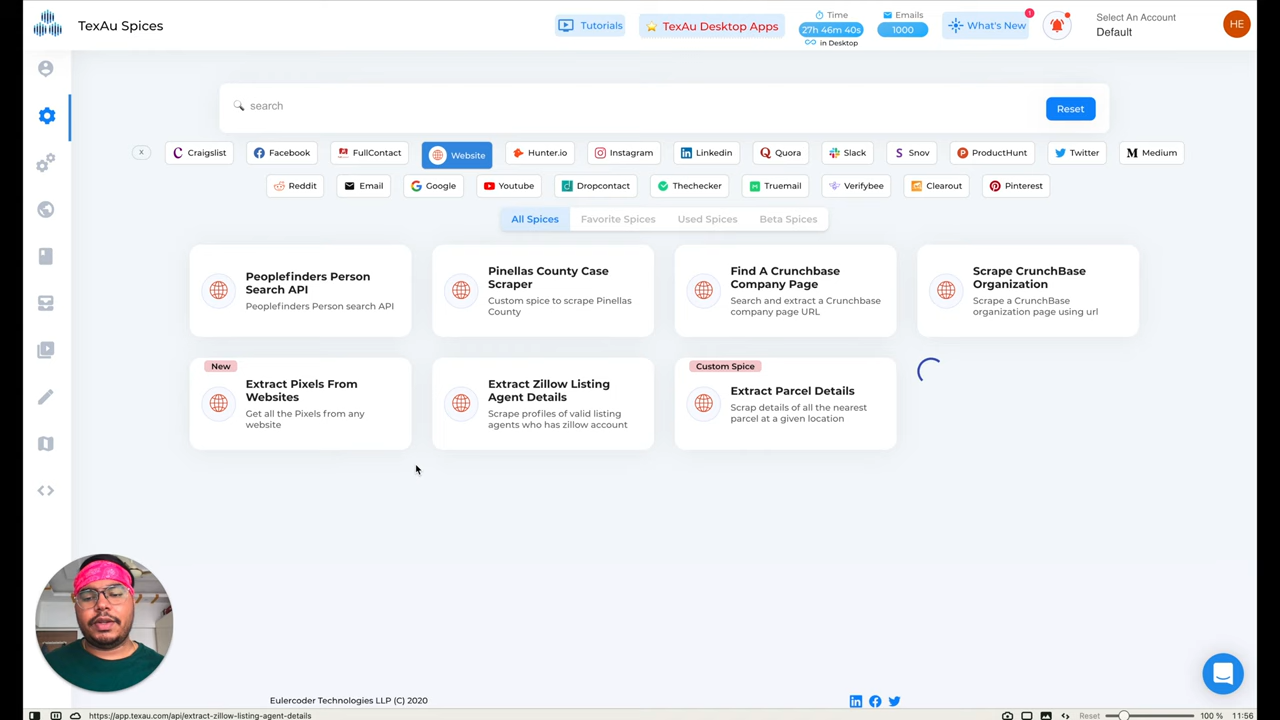 TexAu Spices
Tutorials
TexAu Desktop Apps
Time
27h 46m 40s
in Desktop
Emails
1000
What's New
1
Select An Account
Default
HE
search
Reset
X
Craigslist
Facebook
FullContact
Website
Hunter.io
Instagram
Linkedin
Quora
Slack
Snov
ProductHunt
Twitter
Medium
Reddit
Email
Google
Youtube
Dropcontact
Thechecker
Truemail
Verifybee
Clearout
Pinterest
All Spices
Favorite Spices
Used Spices
Beta Spices
Peoplefinders Person
Search API
Peoplefinders Person search API
Pinellas County Case
Scraper
Custom spice to scrape Pinellas
County
Find A Crunchbase
Company Page
Search and extract a Crunchbase
company page URL
Scrape CrunchBase
Organization
Scrape a CrunchBase
organization page using url
New
Extract Pixels From
Websites
Get all the Pixels from any
website
Extract Zillow Listing
Agent Details
Scrape profiles of valid listing
agents who has zillow account
Custom Spice
Extract Parcel Details
Scrap details of all the nearest
parcel at a given location
Eulercoder Technologies LLP (C) 2020
https://app.texau.com/api/extract-zillow-listing-agent-details
Reset
100 %
11:56